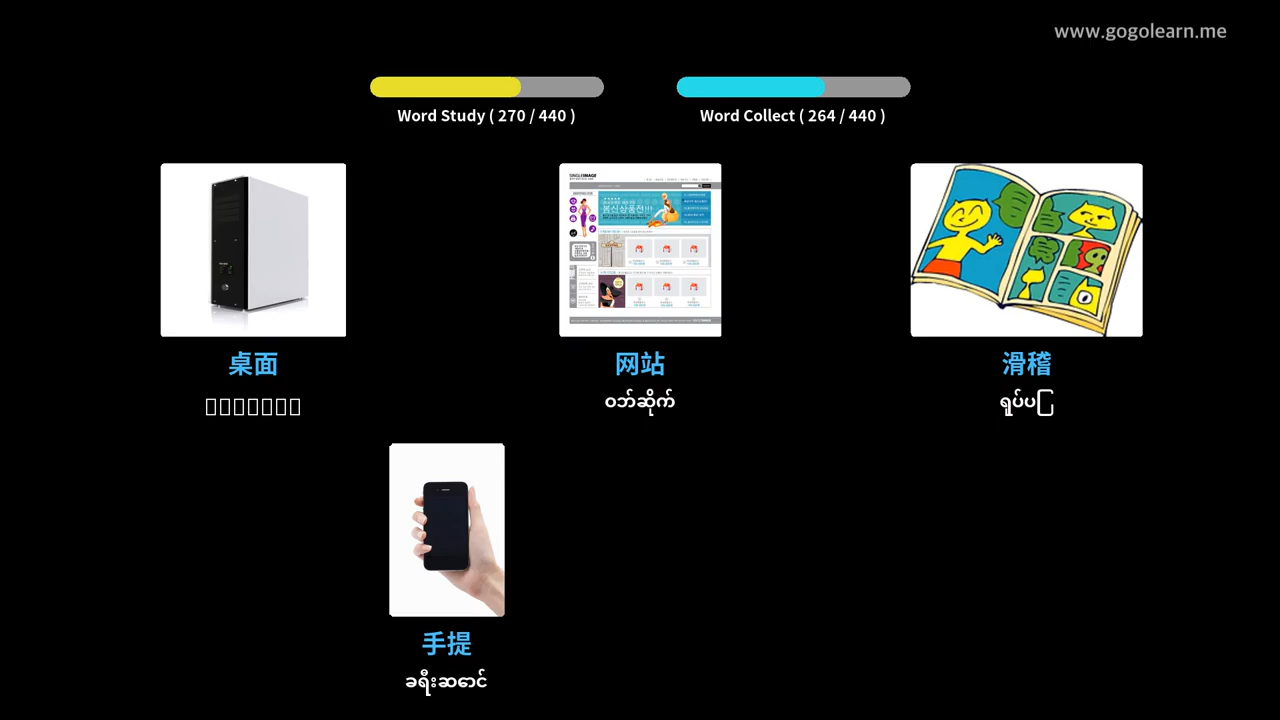 www.gogolearn.me
Word Study ( 270 / 440 )
Word Collect ( 264 / 440 )
桌面
网站
滑稽
ဝဘ်ဆိုက်
ရုပ်ပြ
手提
ခရီးဆောင်